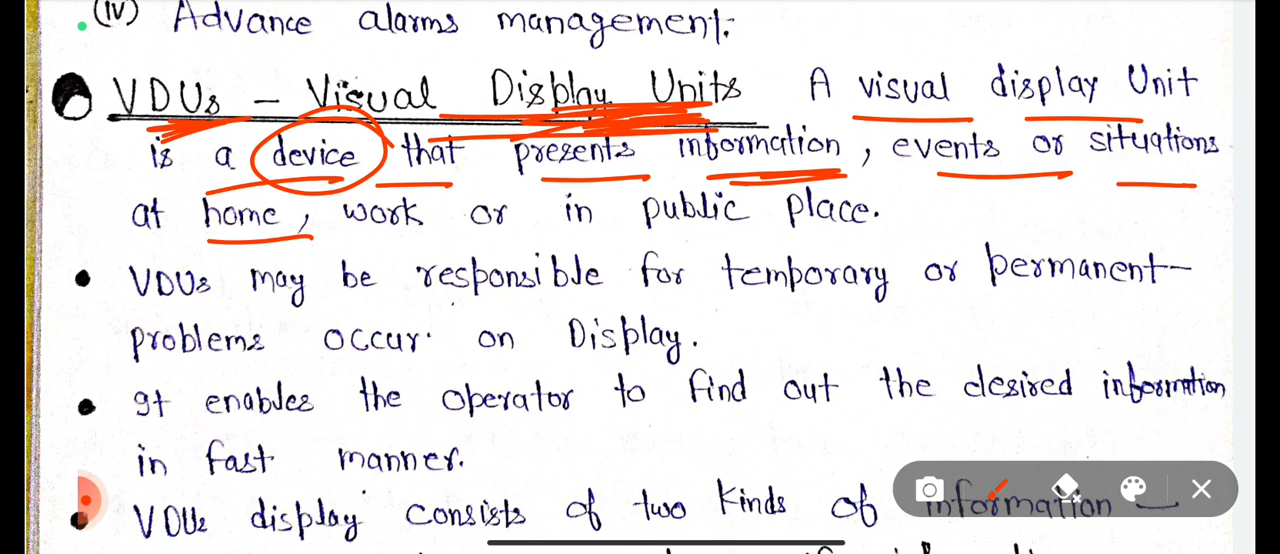 (iv) Advance alarms management:
VDUs – Visual Display Units A visual display Unit
is a device that presents information, events or situations
at home, work or in public place.
• VDUs may be responsible for temporary or permanent
problems occur on Display.
• It enables the operator to find out the desired information
in fast manner.
• VDUs display consists of two kinds of information –